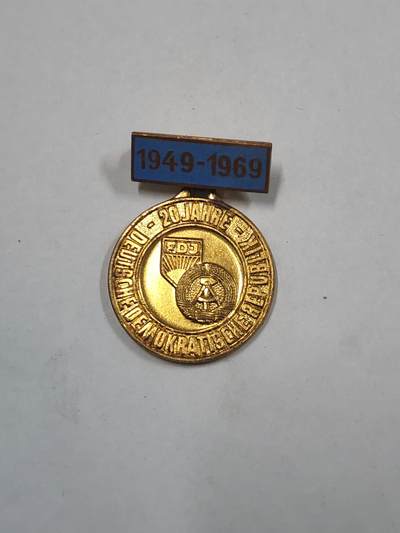 1949-1969
- 20 JAHRE -
DEUTSCHE DEMOKRATISCHE REPUBLIK
FDJ